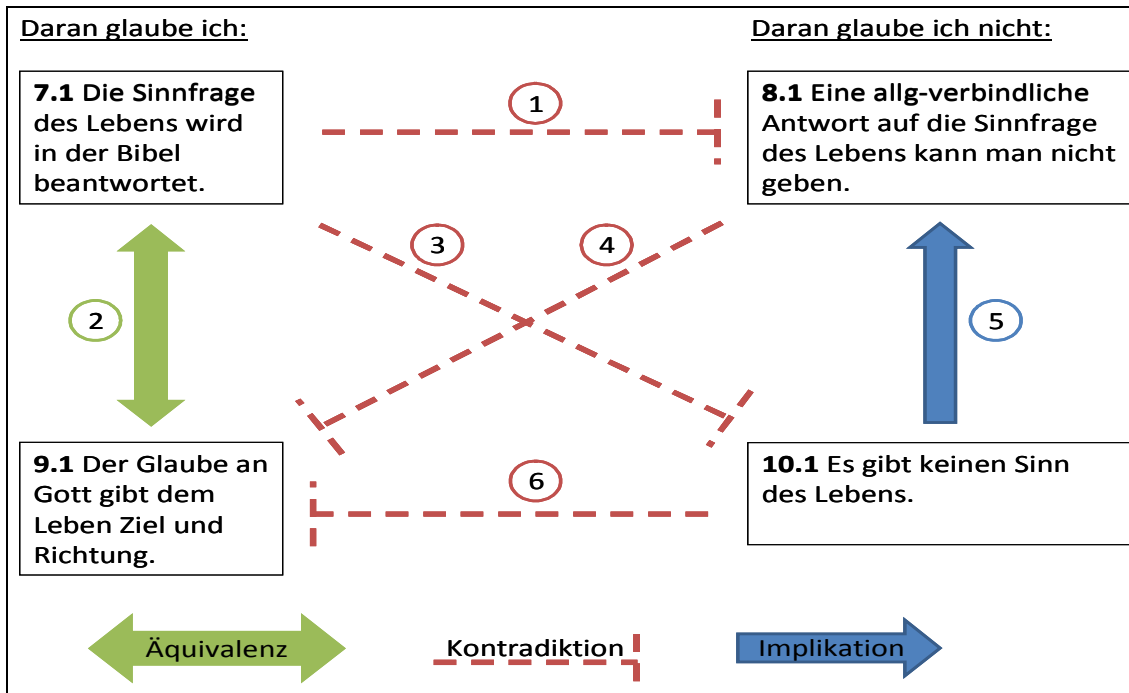 Daran glaube ich:
Daran glaube ich nicht:
7.1 Die Sinnfrage
des Lebens wird
in der Bibel
beantwortet.
1
8.1 Eine allg-verbindliche
Antwort auf die Sinnfrage
des Lebens kann man nicht
geben.
3
4
2
5
9.1 Der Glaube an
Gott gibt dem
Leben Ziel und
Richtung.
6
10.1 Es gibt keinen Sinn
des Lebens.
Äquivalenz
Kontradiktion
Implikation